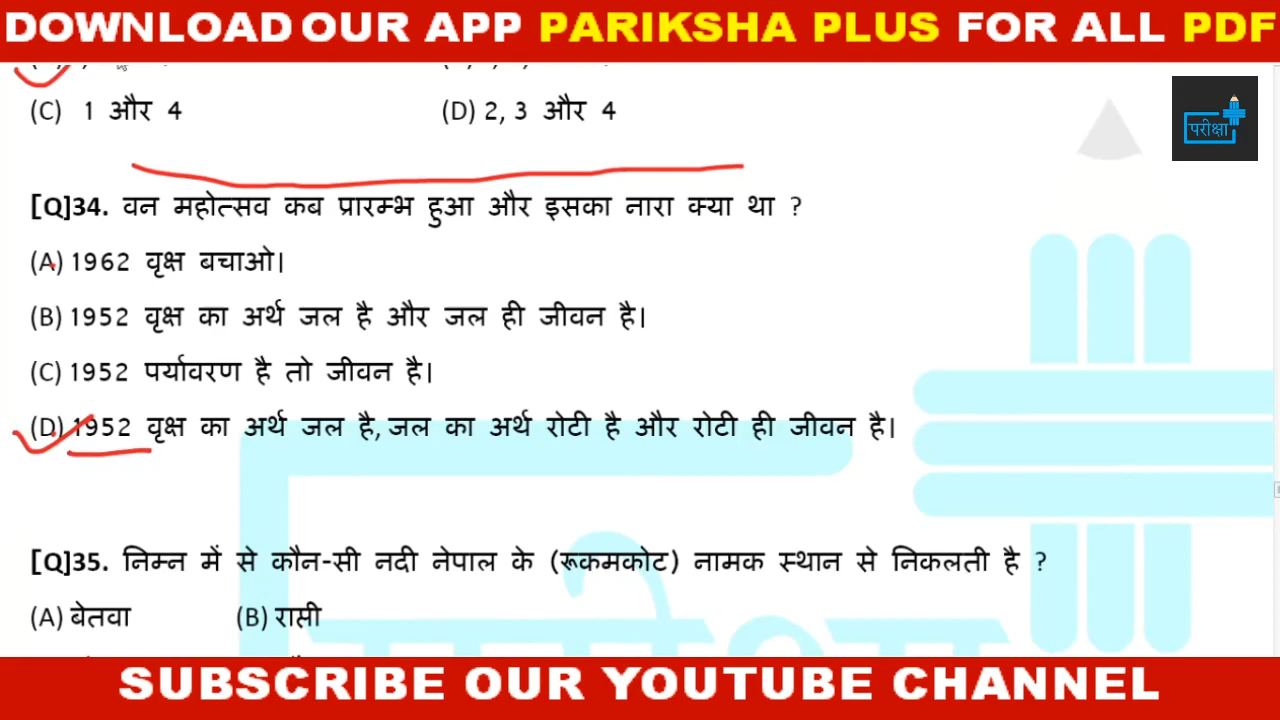 DOWNLOAD OUR APP PARIKSHA PLUS FOR ALL PDF
(C) 1 और 4 (D) 2, 3 और 4
परीक्षा
[Q]34. वन महोत्सव कब प्रारम्भ हुआ और इसका नारा क्या था ?
(A) 1962 वृक्ष बचाओ।
(B) 1952 वृक्ष का अर्थ जल है और जल ही जीवन है।
(C) 1952 पर्यावरण है तो जीवन है।
(D) 1952 वृक्ष का अर्थ जल है, जल का अर्थ रोटी है और रोटी ही जीवन है।
[Q]35. निम्न में से कौन-सी नदी नेपाल के (रूकमकोट) नामक स्थान से निकलती है ?
(A) बेतवा (B) राप्ती
SUBSCRIBE OUR YOUTUBE CHANNEL